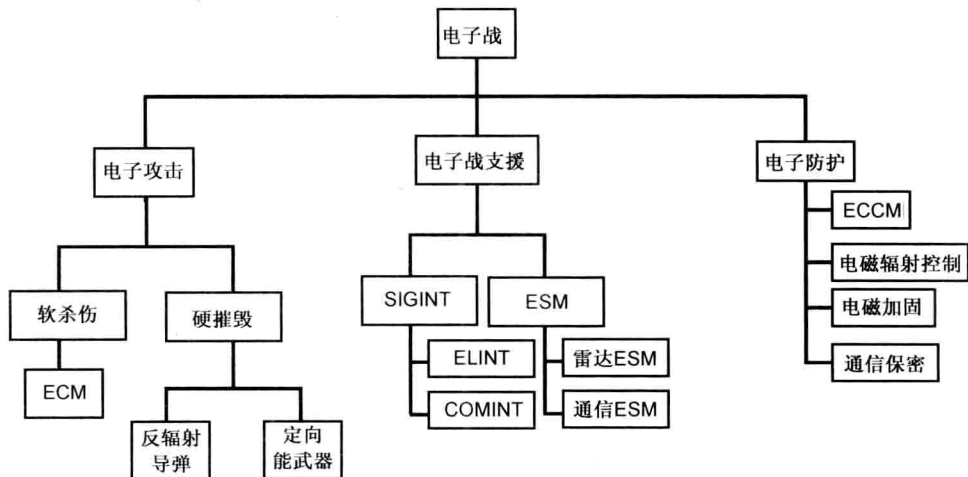 电子战
电子攻击
电子战支援
电子防护
ECCM
电磁辐射控制
电磁加固
通信保密
软杀伤
硬摧毁
SIGINT
ESM
ECM
ELINT
雷达ESM
COMINT
通信ESM
反辐射
导弹
定向
能武器